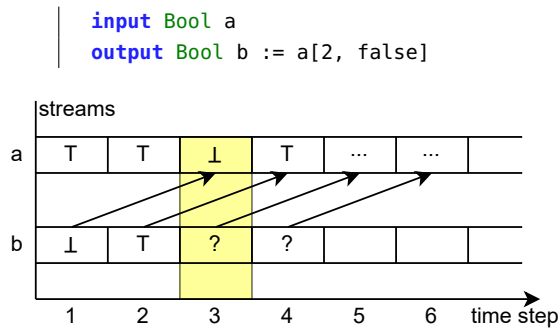 input Bool a
output Bool b := a[2, false]
streams
a ⊤ ⊤ ⊥ ⊤ ... ...
b ⊥ ⊤ ? ?
1 2 3 4 5 6 time step